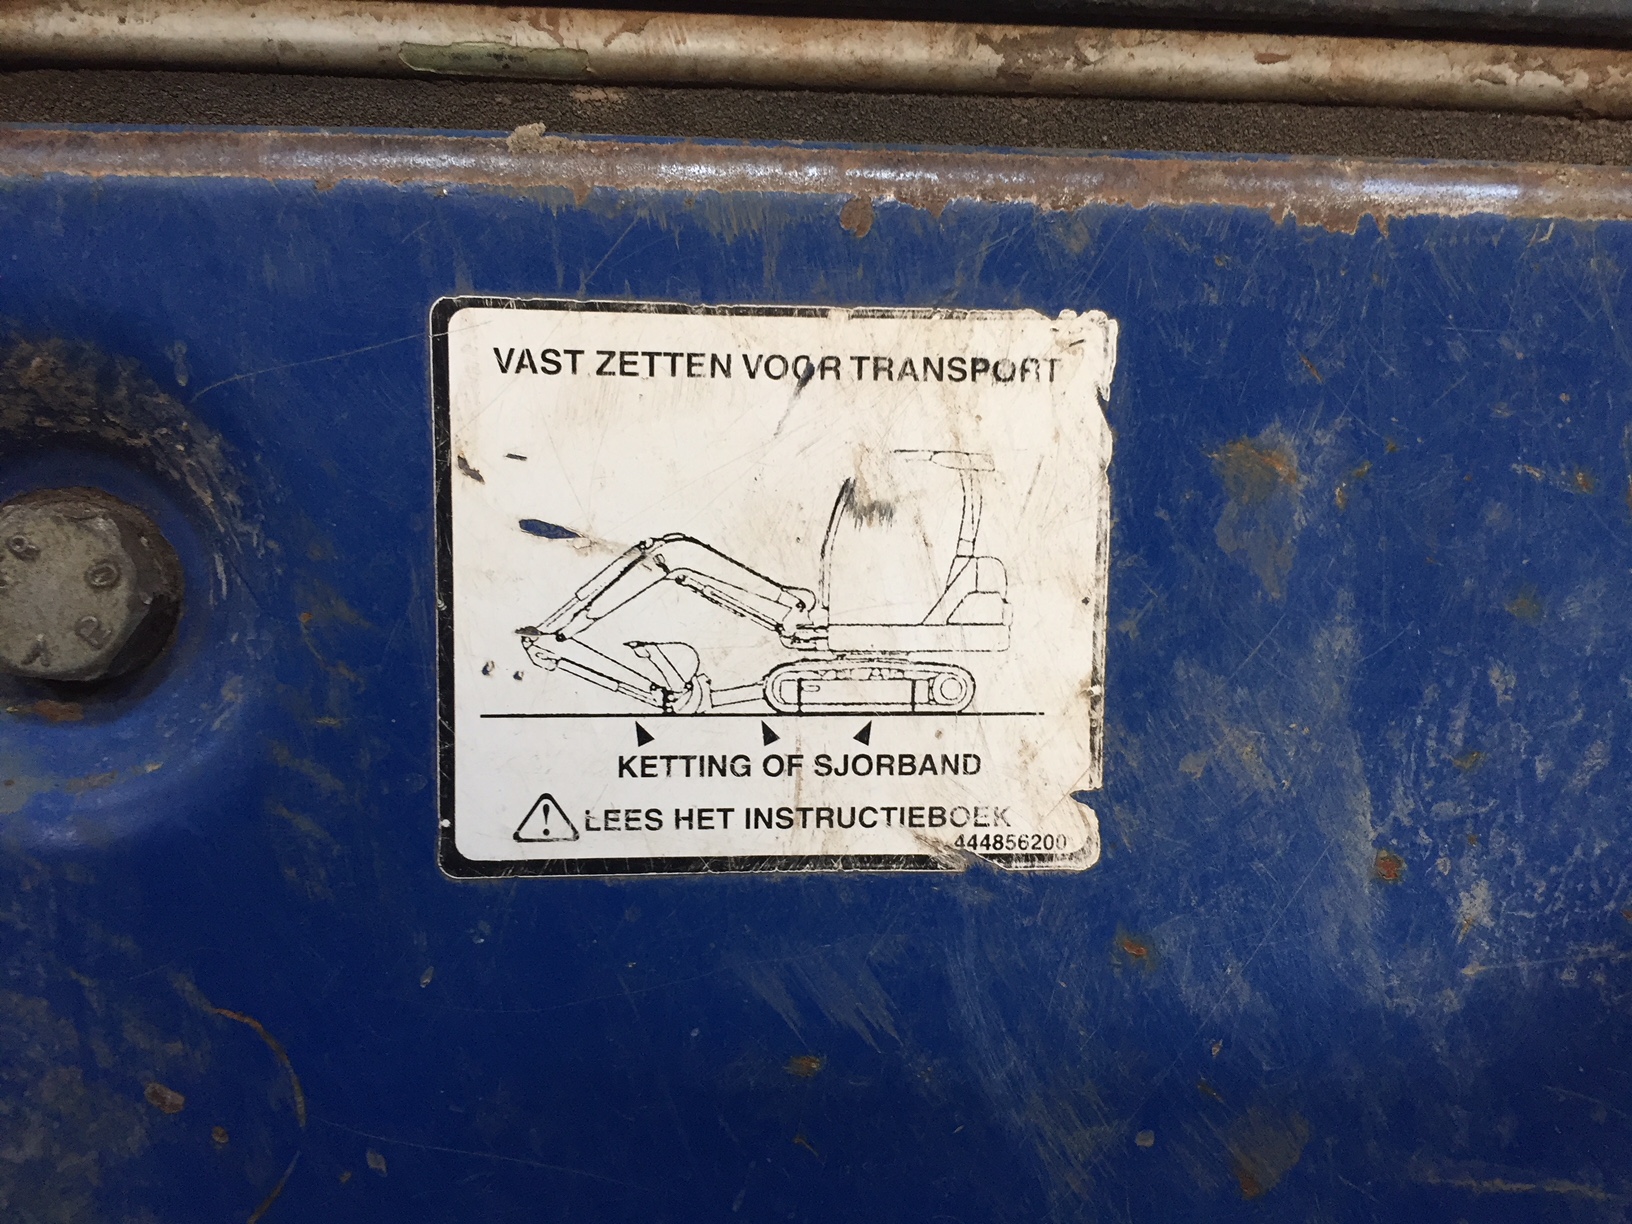 VAST ZETTEN VOOR TRANSPORT
KETTING OF SJORBAND
LEES HET INSTRUCTIEBOEK
444856200